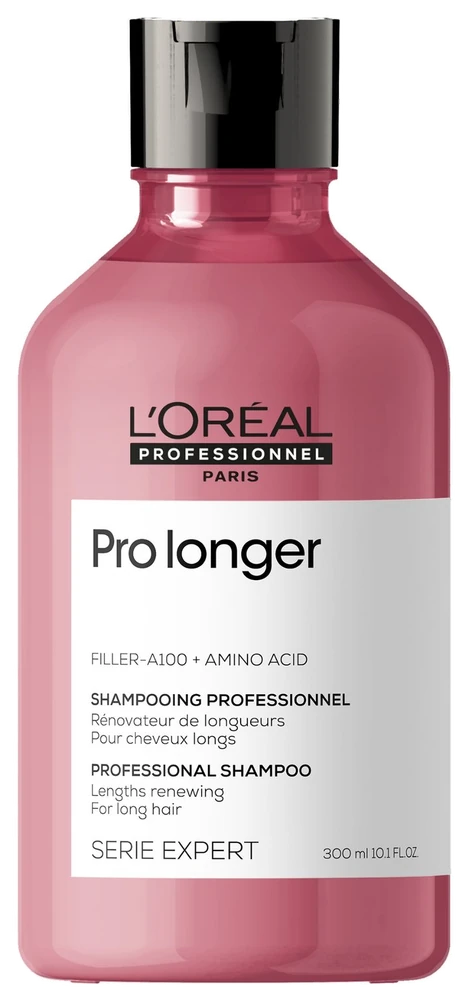 L'ORÉAL
PROFESSIONNEL
PARIS
Pro longer
FILLER-A100 + AMINO ACID
SHAMPOOING PROFESSIONNEL
Rénovateur de longueurs
Pour cheveux longs
PROFESSIONAL SHAMPOO
Lengths renewing
For long hair
SERIE EXPERT 300 ml 10.1 FL.OZ.